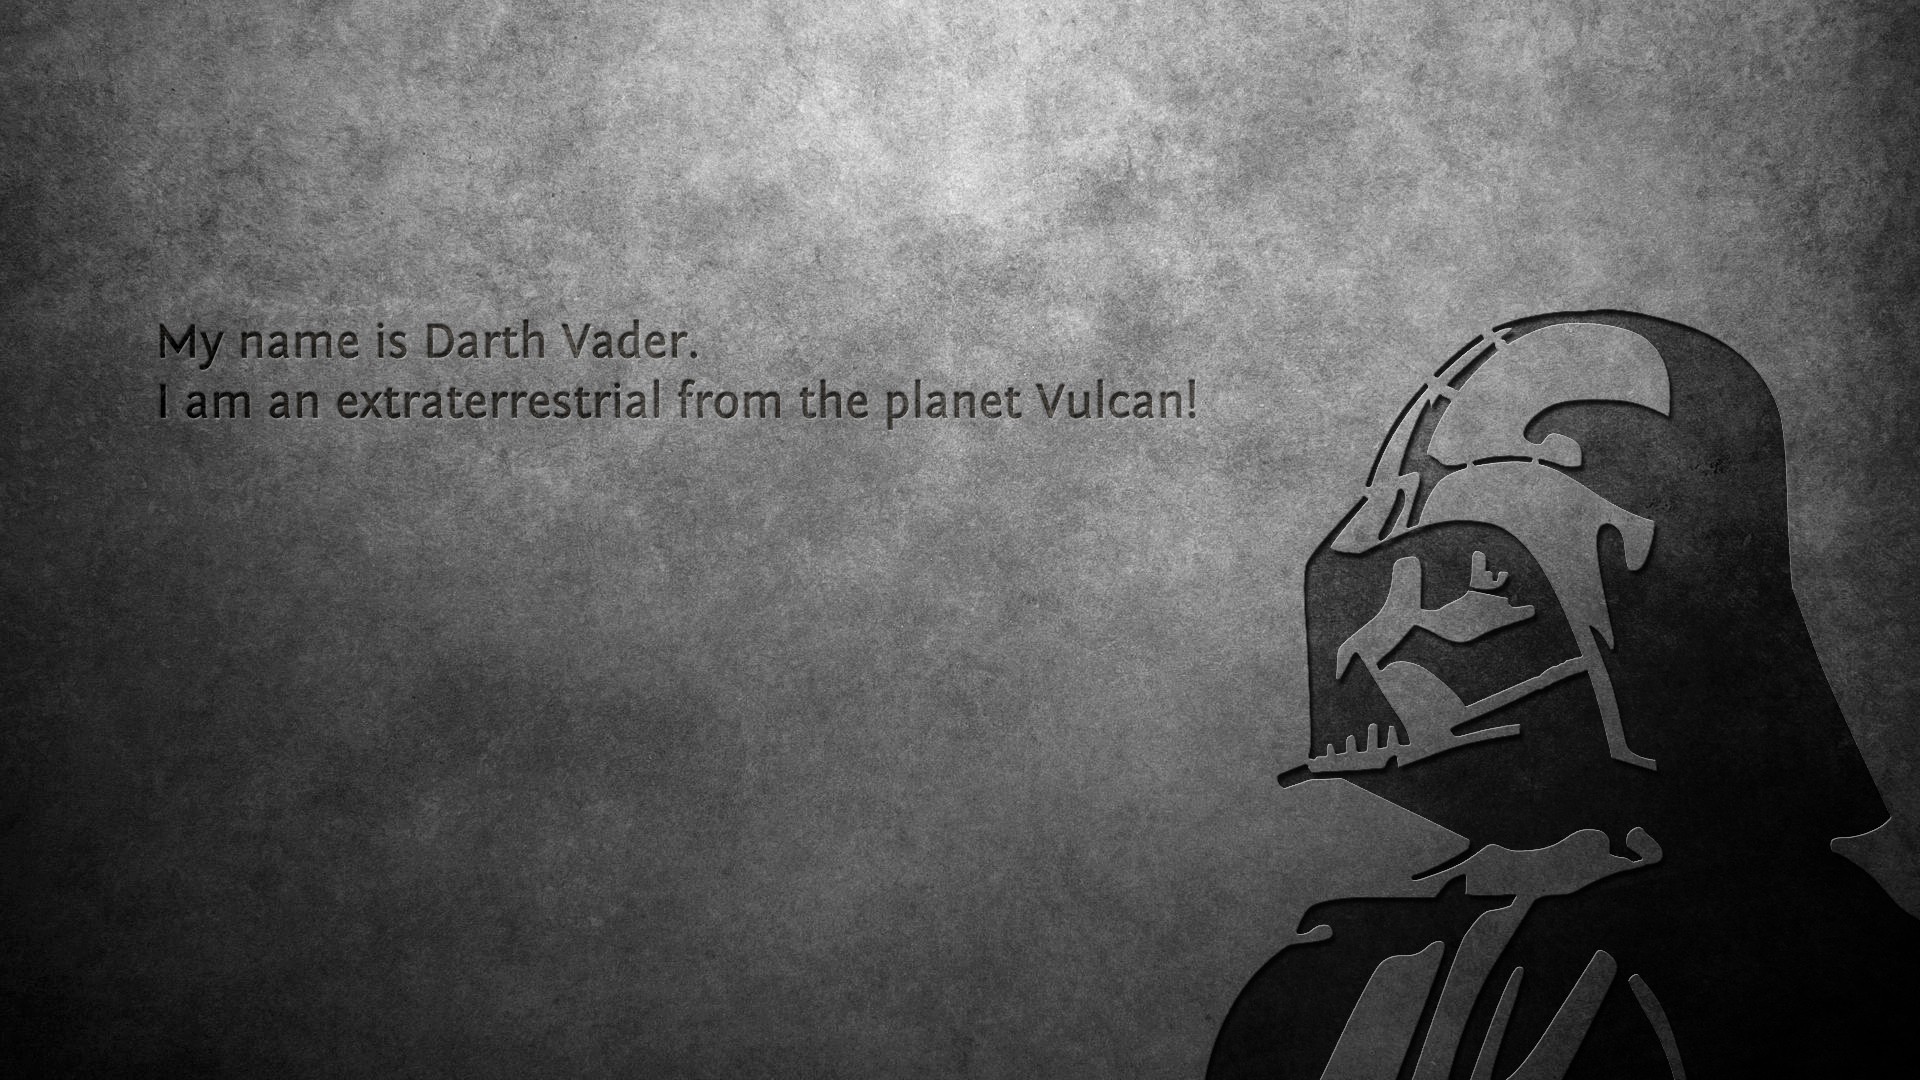 My name is Darth Vader.
I am an extraterrestrial from the planet Vulcan!